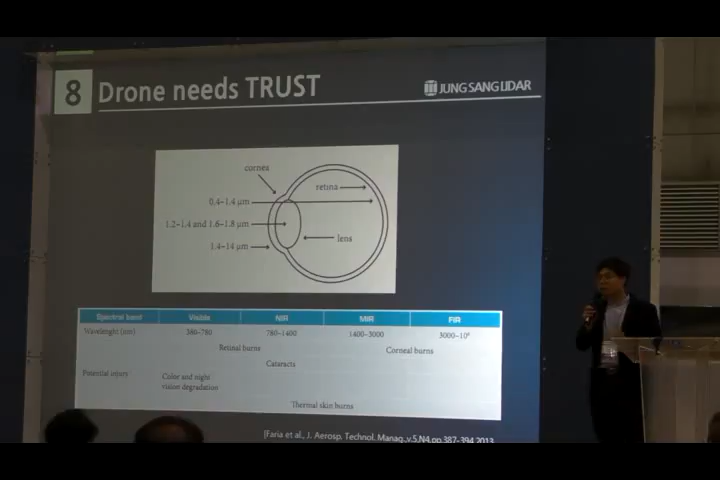 8 Drone needs TRUST
JUNG SANG LIDAR
cornea
retina
0.4–1.4 µm
1.2–1.4 and 1.6–1.8 µm
lens
1.4–14 µm
Spectral band Visible NIR MIR FIR
Wavelenght (nm) 380–780 780–1400 1400–3000 3000–10⁶
Retinal burns Corneal burns
Cataracts
Potential injury Color and night
vision degradation
Thermal skin burns
[Faria et al., J. Aerosp. Technol. Manag.,v.5,N4,pp.387-394,2013